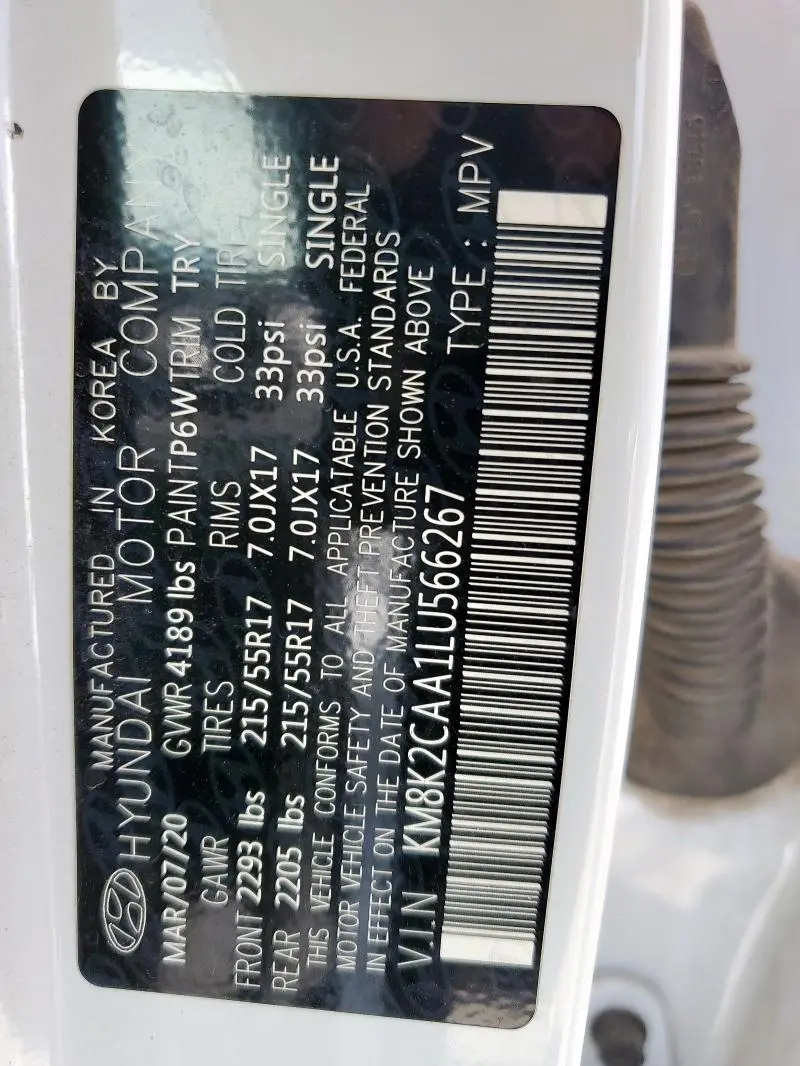 MANUFACTURED IN KOREA BY
HYUNDAI MOTOR COMPANY
MAR/07/20 GVWR 4189 lbs PAINT P6W TRIM TRY
GAWR TIRES RIMS COLD
FRONT 2293 lbs 215/55R17 7.0JX17 33psi SINGLE
REAR 2205 lbs 215/55R17 7.0JX17 33psi SINGLE
THIS VEHICLE CONFORMS TO ALL APPLICATABLE U.S.A. FEDERAL
MOTOR VEHICLE SAFETY AND THEFT PREVENTION STANDARDS
IN EFFECT ON THE DATE OF MANUFACTURE SHOWN ABOVE
V.I.N KM8K2CAA1LU566267 TYPE : MPV